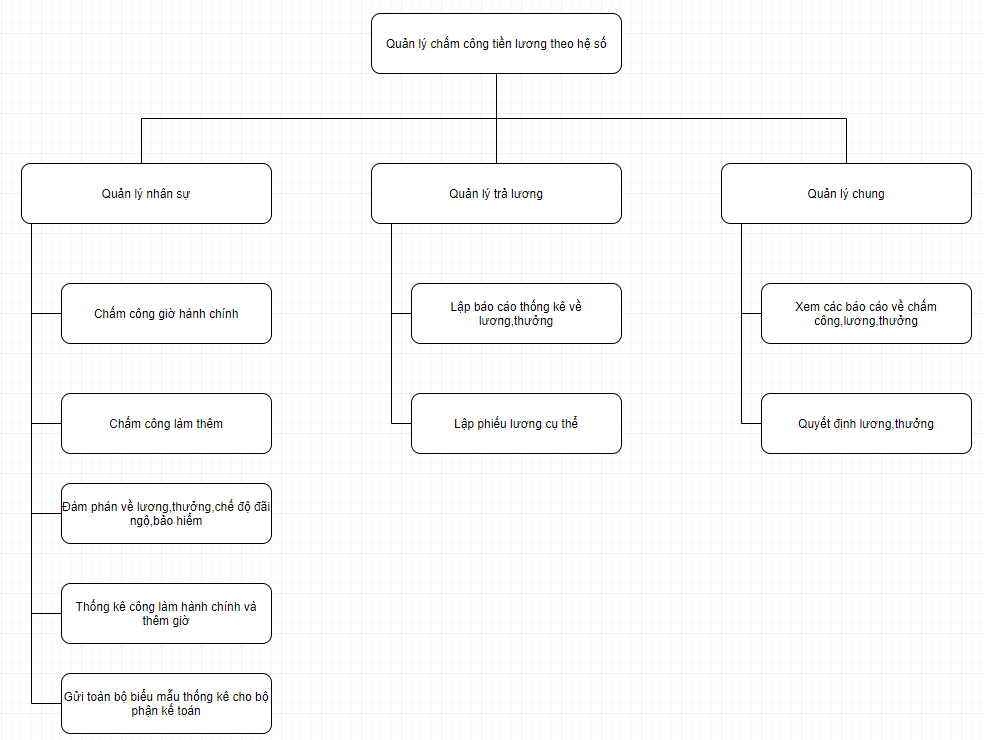 Quản lý chấm công tiền lương theo hệ số
Quản lý nhân sự
Quản lý trả lương
Quản lý chung
Chấm công giờ hành chính
Lập báo cáo thống kê về
lương,thưởng
Xem các báo cáo về chấm
công,lương,thưởng
Chấm công làm thêm
Lập phiếu lương cụ thể
Quyết định lương,thưởng
Đàm phán về lương,thưởng,chế độ đãi
ngộ,bảo hiểm
Thống kê công làm hành chính và
thêm giờ
Gửi toàn bộ biểu mẫu thống kê cho bộ
phận kế toán